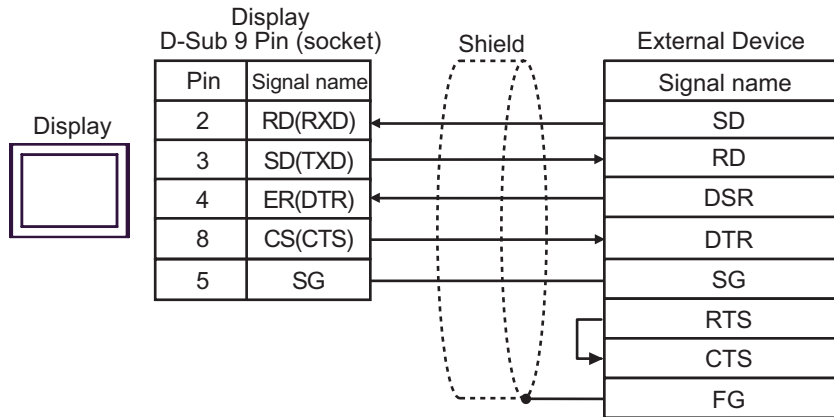 Display
D-Sub 9 Pin (socket)
Shield
External Device
Display
Pin Signal name
Signal name
2 RD(RXD) SD
3 SD(TXD) RD
4 ER(DTR) DSR
8 CS(CTS) DTR
5 SG SG
RTS
CTS
FG